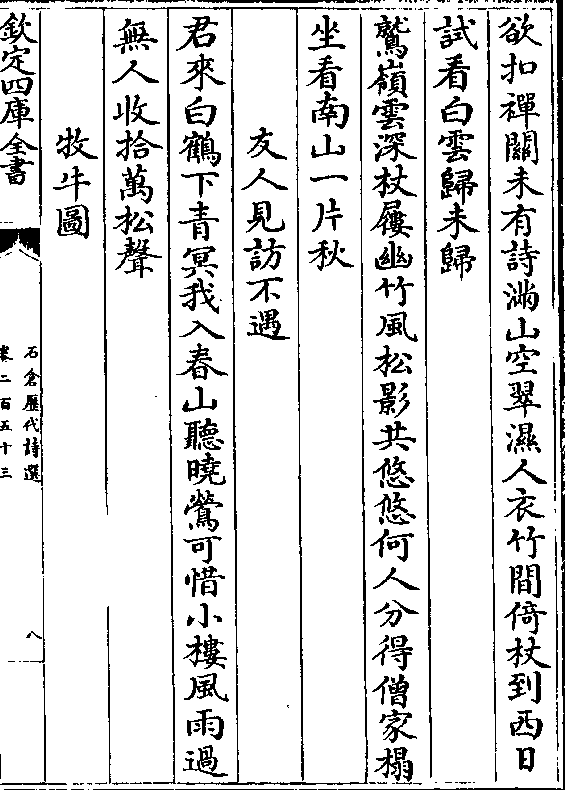 欲扣禪關未有詩滿山空翠濕人衣竹間倚杖到西日
試看白雲歸未歸
鷲嶺雲深杖屨幽竹風松影共悠悠何人分得僧家榻
坐看南山一片秋
友人見訪不遇
君來白鶴下青冥我入春山聽曉鶯可惜小樓風雨過
無人收拾萬松聲
牧牛圖
欽定四庫全書
石倉歷代詩選
卷二百五十三
八